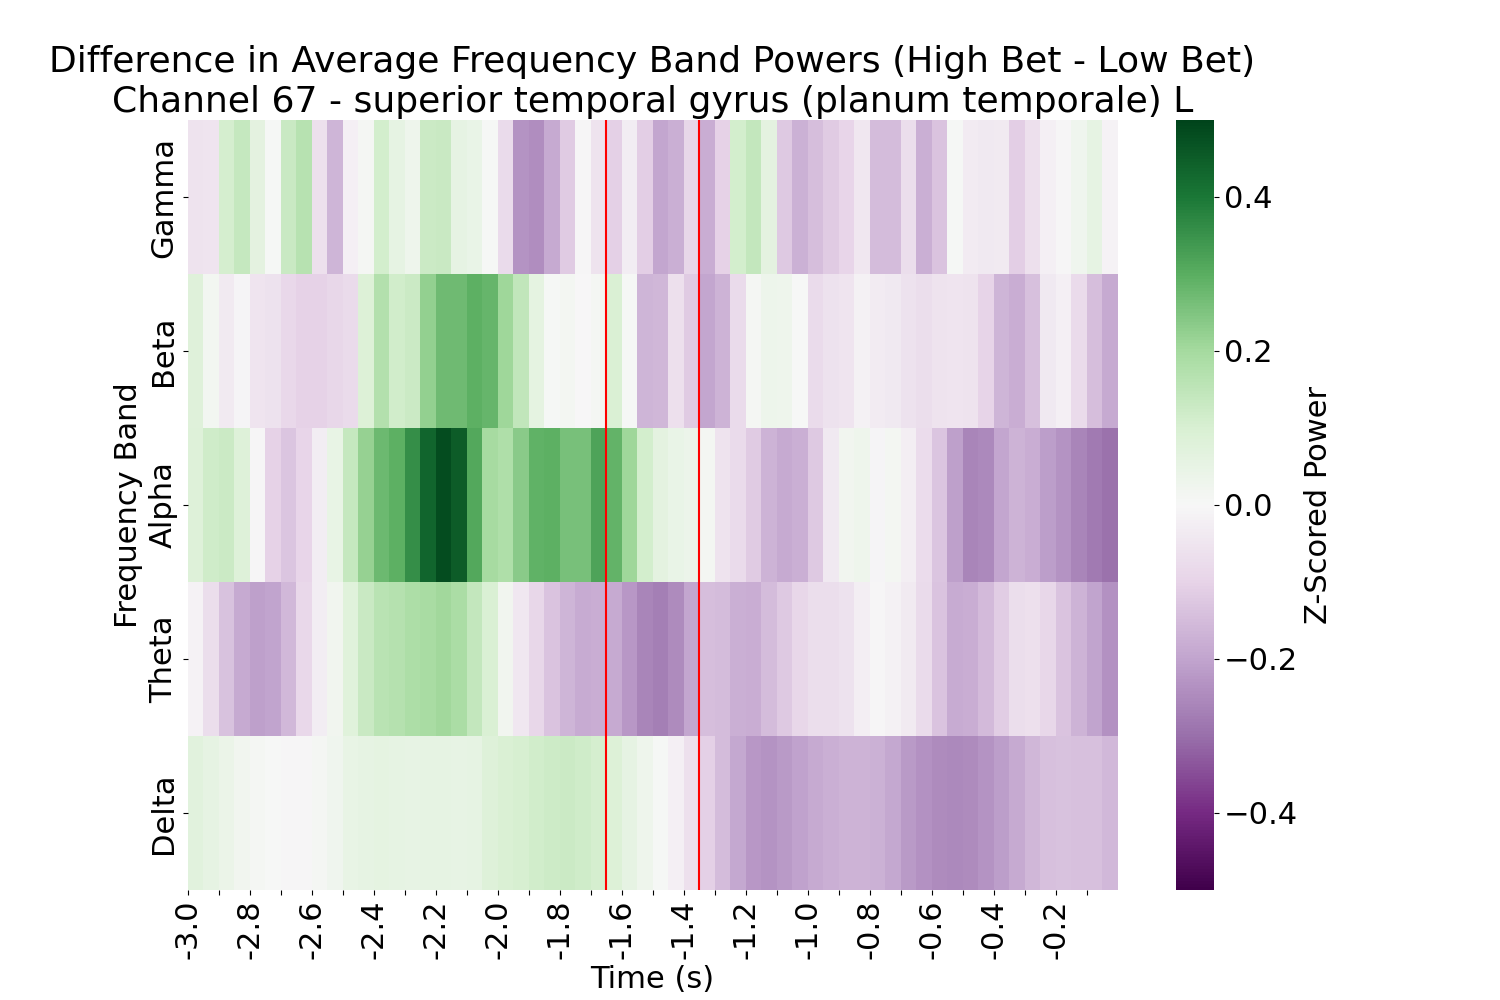 Difference in Average Frequency Band Powers (High Bet - Low Bet)
Channel 67 - superior temporal gyrus (planum temporale) L
Frequency Band
Gamma
Beta
Alpha
Theta
Delta
-3.0 -2.8 -2.6 -2.4 -2.2 -2.0 -1.8 -1.6 -1.4 -1.2 -1.0 -0.8 -0.6 -0.4 -0.2
Time (s)
0.4
0.2
0.0
−0.2
−0.4
Z-Scored Power